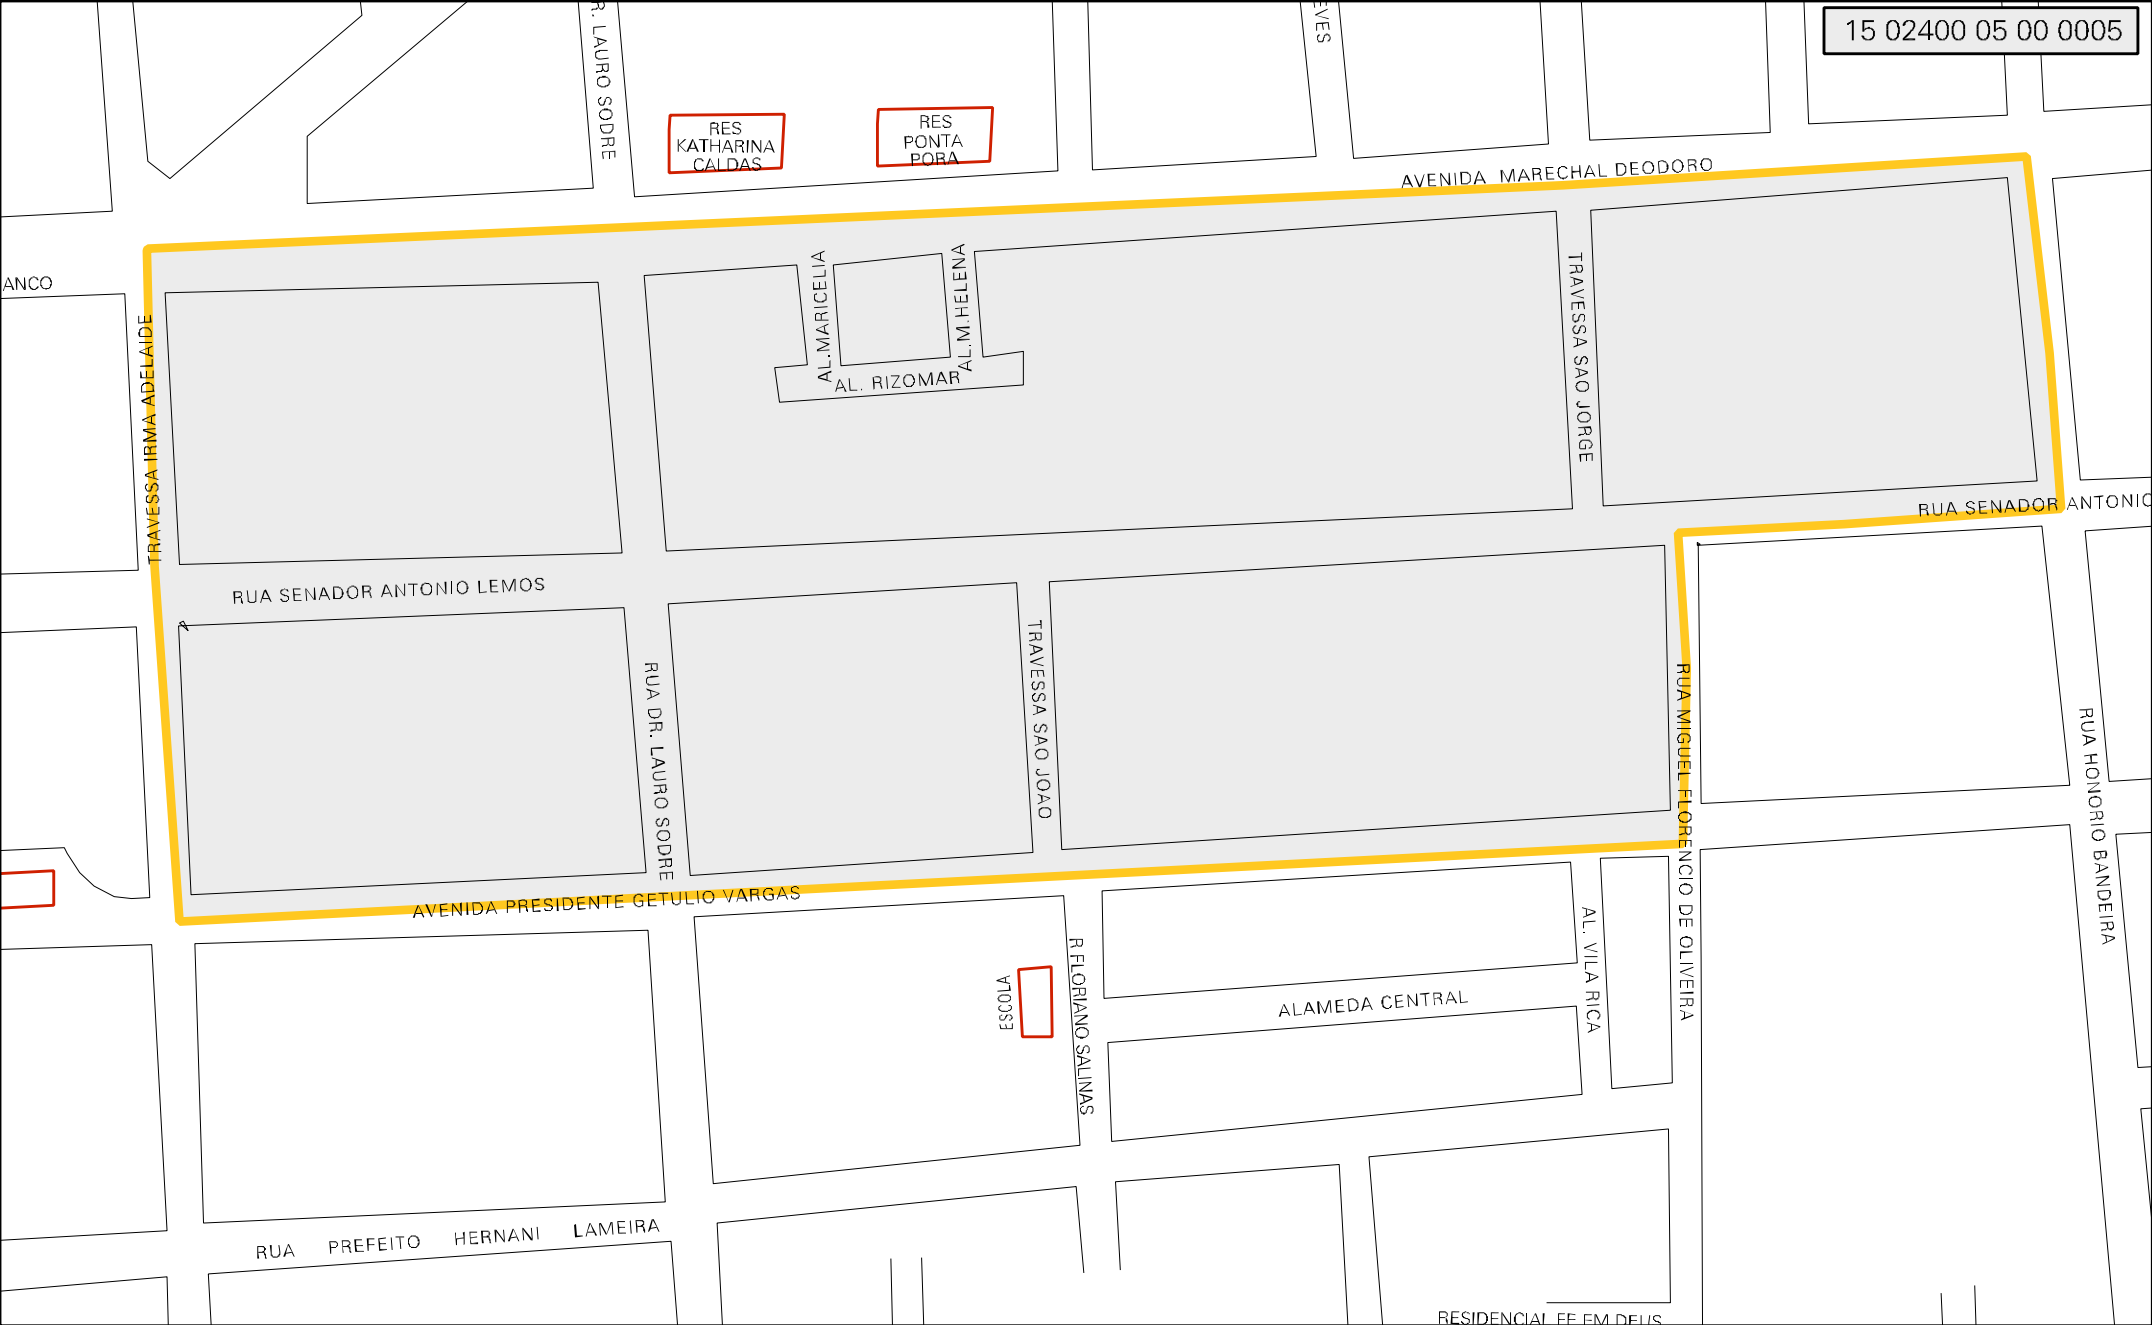 15 02400 05 00 0005
R. LAURO SODRE
EVES
RES
KATHARINA
CALDAS
RES
PONTA
PORA
AVENIDA MARECHAL DEODORO
ANCO
TRAVESSA IRMA ADELAIDE
AL.MARICELIA
AL.M.HELENA
AL. RIZOMAR
TRAVESSA SAO JORGE
RUA SENADOR ANTONIO
RUA SENADOR ANTONIO LEMOS
RUA DR. LAURO SODRE
TRAVESSA SAO JOAO
RUA MIGUEL FLORENCIO DE OLIVEIRA
RUA HONORIO BANDEIRA
AVENIDA PRESIDENTE GETULIO VARGAS
ESCOLA
R FLORIANO SALINAS
AL. VILA RICA
ALAMEDA CENTRAL
RUA PREFEITO HERNANI LAMEIRA
RESIDENCIAL FE EM DEUS